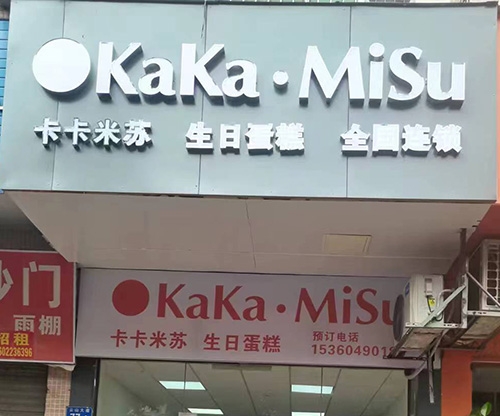 KaKa·MiSu
卡卡米苏 生日蛋糕 全国连锁
KaKa·MiSu
卡卡米苏 生日蛋糕
预订电话
15360490
门
雨棚
招租
602236396